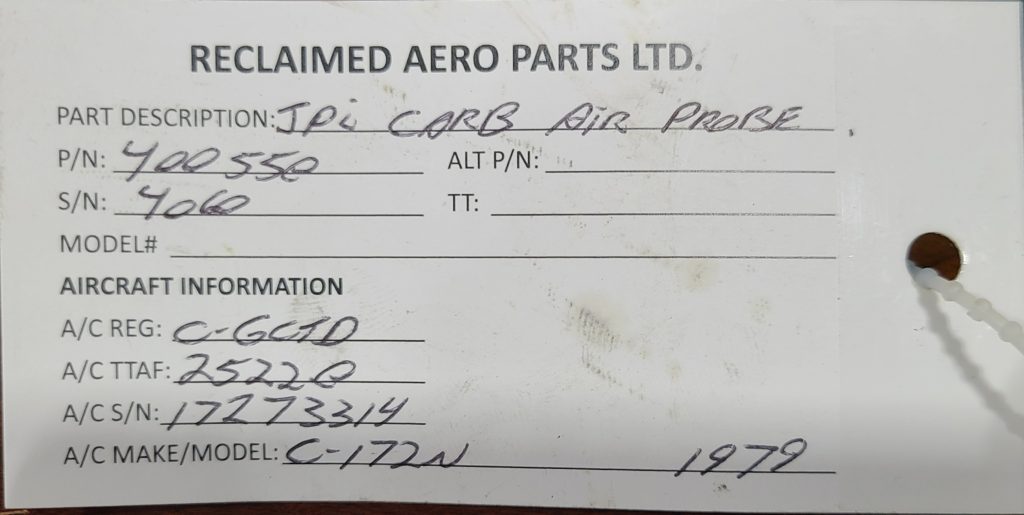 RECLAIMED AERO PARTS LTD.
PART DESCRIPTION: JPi CARB AIR PROBE
P/N: 400550 ALT P/N:
S/N: 4060 TT:
MODEL#
AIRCRAFT INFORMATION
A/C REG: C-GCTD
A/C TTAF: 25220
A/C S/N: 17273314
A/C MAKE/MODEL: C-172N 1979